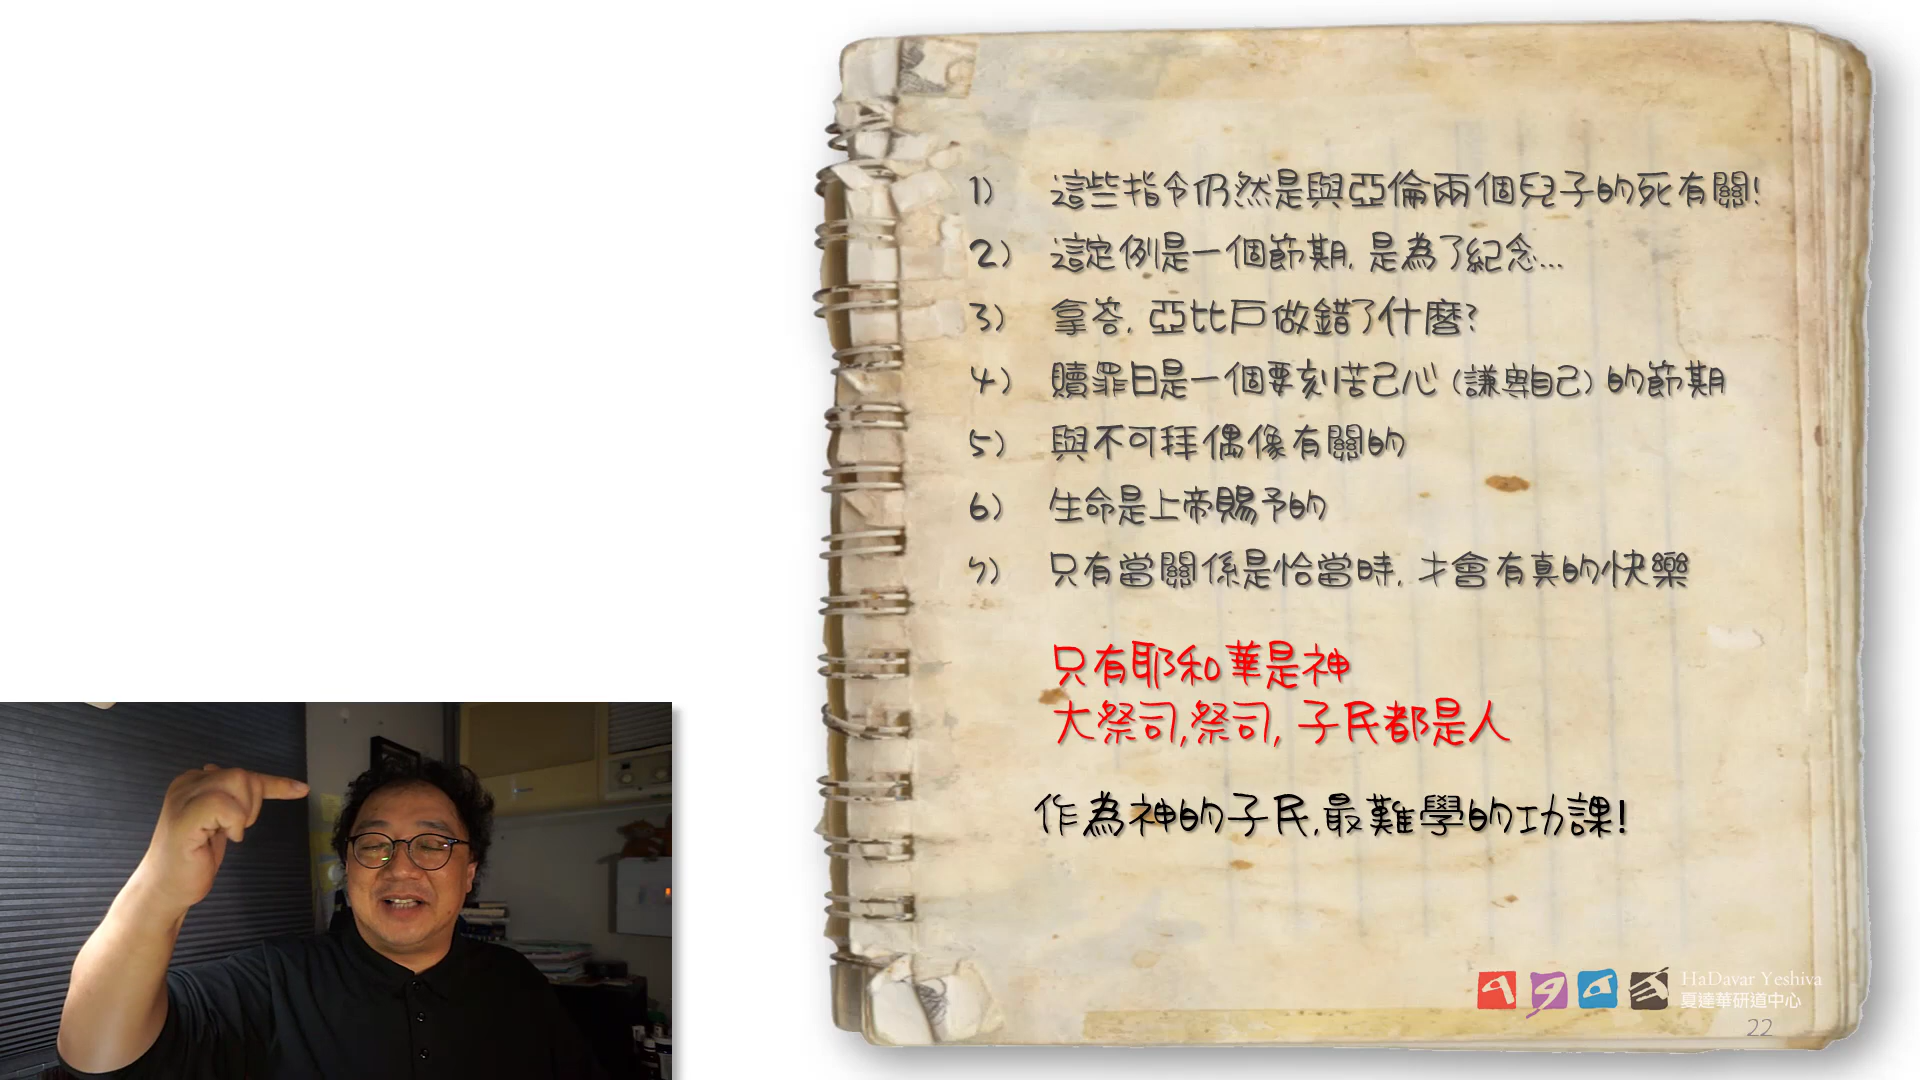 1) 這些指令仍然是與亞倫兩個兒子的死有關!
2) 這定例是一個節期, 是為了紀念...
3) 拿答, 亞比戶做錯了什麼?
4) 贖罪日是一個要刻苦己心 (謙卑自己) 的節期
5) 與不可拜偶像有關的
6) 生命是上帝賜予的
7) 只有當關係是恰當時, 才會有真的快樂
只有耶和華是神
大祭司,祭司, 子民都是人
作為神的子民,最難學的功課!
HaDavar Yeshiva
夏達華研道中心
22